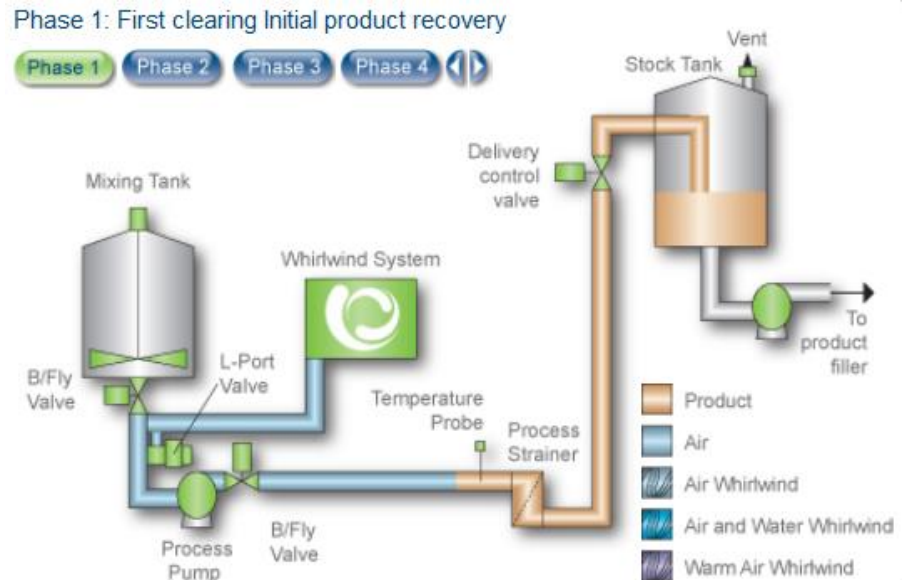 Phase 1: First clearing Initial product recovery
Phase 1
Phase 2
Phase 3
Phase 4
Vent
Stock Tank
Delivery
control
valve
Mixing Tank
Whirlwind System
To
product
filler
L-Port
Valve
B/Fly
Valve
Temperature
Probe
Process
Strainer
Product
Air
Air Whirlwind
B/Fly
Valve
Process
Pump
Air and Water Whirlwind
Warm Air Whirlwind